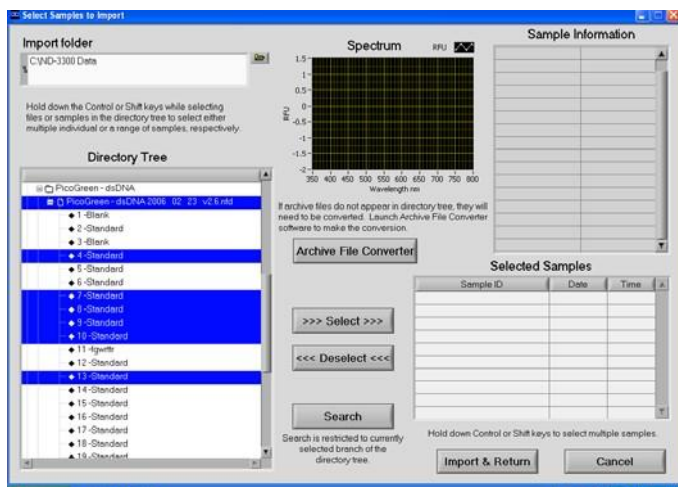 Select Samples to Import
Import folder
C:\ND-3300 Data
Hold down the Control or Shift keys while selecting
files or samples in the directory tree to select either
multiple individual or a range of samples, respectively.
Directory Tree
PicoGreen - dsDNA
PicoGreen - dsDNA 2006 02 23 v2.6.nfd
1 -Blank
2 -Standard
3 -Blank
4 -Standard
5 -Standard
6 -Standard
7 -Standard
8 -Standard
9 -Standard
10 -Standard
11 -fgwrttr
12 -Standard
13 -Standard
14 -Standard
15 -Standard
16 -Standard
17 -Standard
18 -Standard
19 -Standard
Spectrum
RFU
1.5
1
0.5
0
-0.5
-1
-1.5
-2
RFU
350 400 450 500 550 600 650 700 750 800
Wavelength nm
If archive files do not appear in directory tree, they will
need to be converted. Launch Archive File Converter
software to make the conversion.
Archive File Converter
>>> Select >>>
<<< Deselect <<<
Search
Search is restricted to currently
selected branch of the
directory tree.
Sample Information
Selected Samples
Sample ID Date Time
Hold down Control or Shift keys to select multiple samples.
Import & Return
Cancel